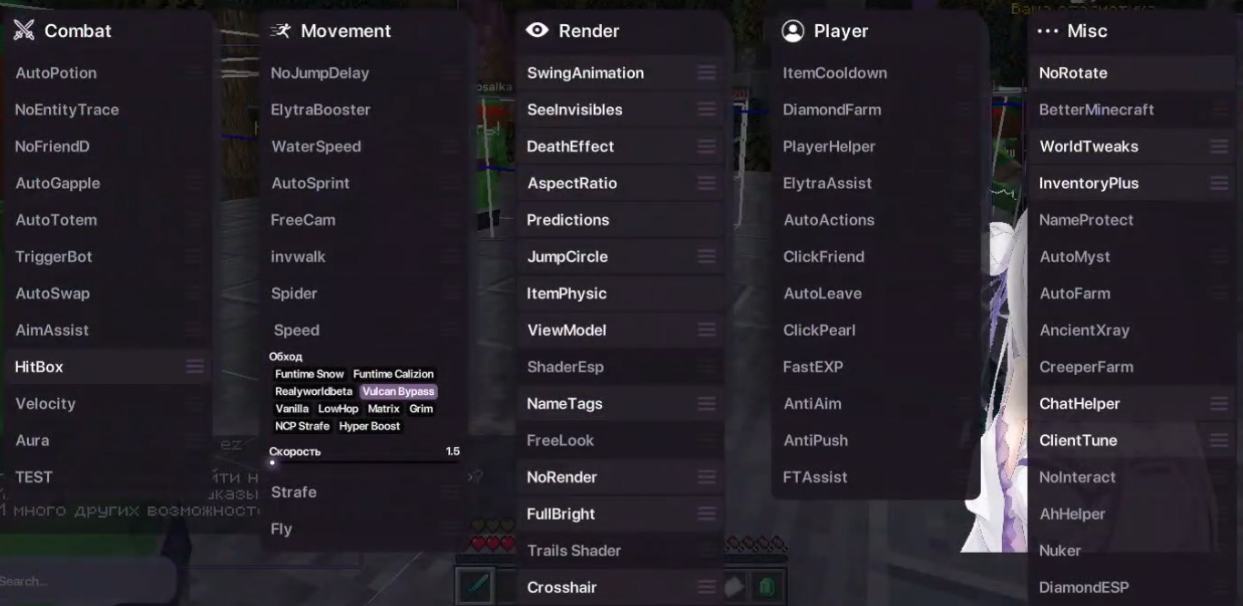 Combat
AutoPotion
NoEntityTrace
NoFriendD
AutoGapple
AutoTotem
TriggerBot
AutoSwap
AimAssist
HitBox
Velocity
Aura
TEST
Search...
Movement
NoJumpDelay
ElytraBooster
WaterSpeed
AutoSprint
FreeCam
invwalk
Spider
Speed
Обход
Funtime Snow Funtime Calizion
Realyworldbeta Vulcan Bypass
Vanilla LowHop Matrix Grim
NCP Strafe Hyper Boost
Скорость 1.5
Strafe
Fly
Render
SwingAnimation
SeeInvisibles
DeathEffect
AspectRatio
Predictions
JumpCircle
ItemPhysic
ViewModel
ShaderEsp
NameTags
FreeLook
NoRender
FullBright
Trails Shader
Crosshair
Player
ItemCooldown
DiamondFarm
PlayerHelper
ElytraAssist
AutoActions
ClickFriend
AutoLeave
ClickPearl
FastEXP
AntiAim
AntiPush
FTAssist
Misc
NoRotate
BetterMinecraft
WorldTweaks
InventoryPlus
NameProtect
AutoMyst
AutoFarm
AncientXray
CreeperFarm
ChatHelper
ClientTune
NoInteract
AhHelper
Nuker
DiamondESP
ez
много других